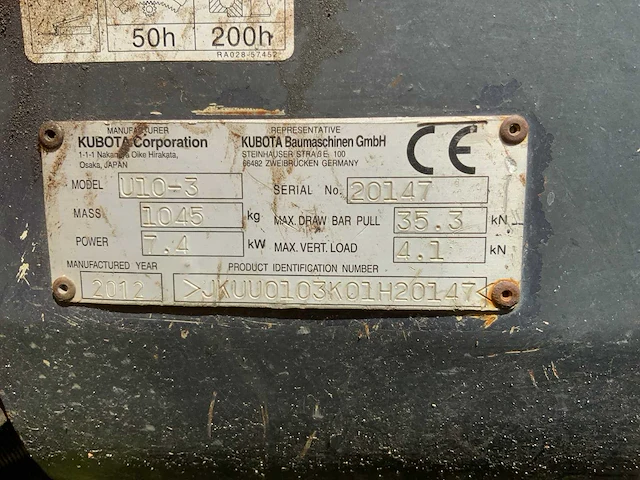 50h 200h
RA028-57452
MANUFACTURER
KUBOTA Corporation
1-1-1 Nakaniwa Oike Hirakata,
Osaka, JAPAN
REPRESENTATIVE
KUBOTA Baumaschinen GmbH
STEINHAUSER STRAßE 100
66482 ZWEIBRÜCKEN GERMANY
CE
MODEL U10-3
SERIAL No. 20147
MASS 1045 kg
MAX. DRAW BAR PULL 35.3 kN
POWER 7.4 kW
MAX. VERT. LOAD 4.1 kN
MANUFACTURED YEAR
2012
PRODUCT IDENTIFICATION NUMBER
>JKUU0103K01H20147<